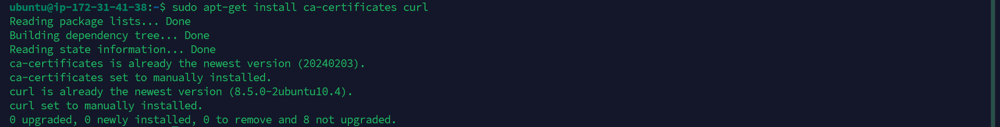 ubuntu@ip-172-31-41-38:~$ sudo apt-get install ca-certificates curl
Reading package lists... Done
Building dependency tree... Done
Reading state information... Done
ca-certificates is already the newest version (20240203).
ca-certificates set to manually installed.
curl is already the newest version (8.5.0-2ubuntu10.4).
curl set to manually installed.
0 upgraded, 0 newly installed, 0 to remove and 8 not upgraded.